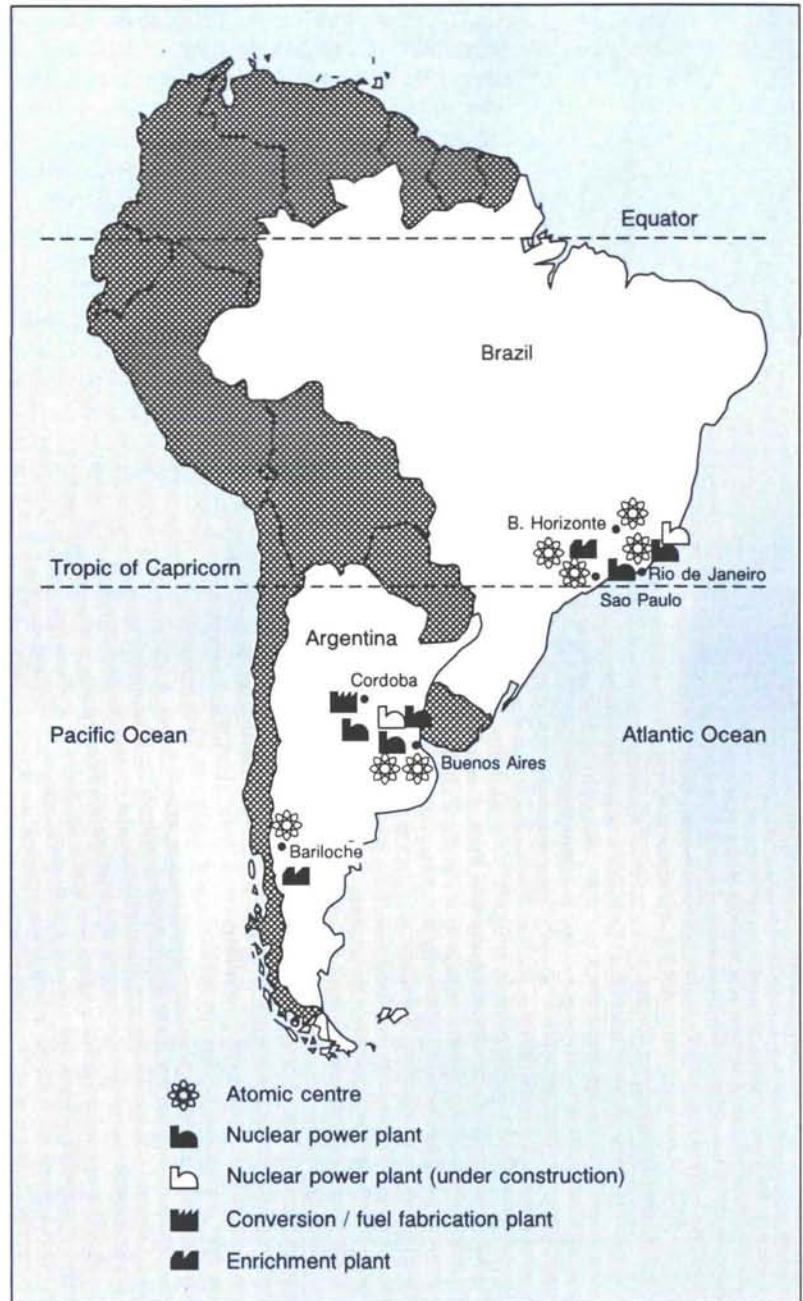 Equator
Brazil
B. Horizonte
Tropic of Capricorn
Rio de Janeiro
Sao Paulo
Argentina
Cordoba
Pacific Ocean
Atlantic Ocean
Buenos Aires
Bariloche
Atomic centre
Nuclear power plant
Nuclear power plant (under construction)
Conversion / fuel fabrication plant
Enrichment plant